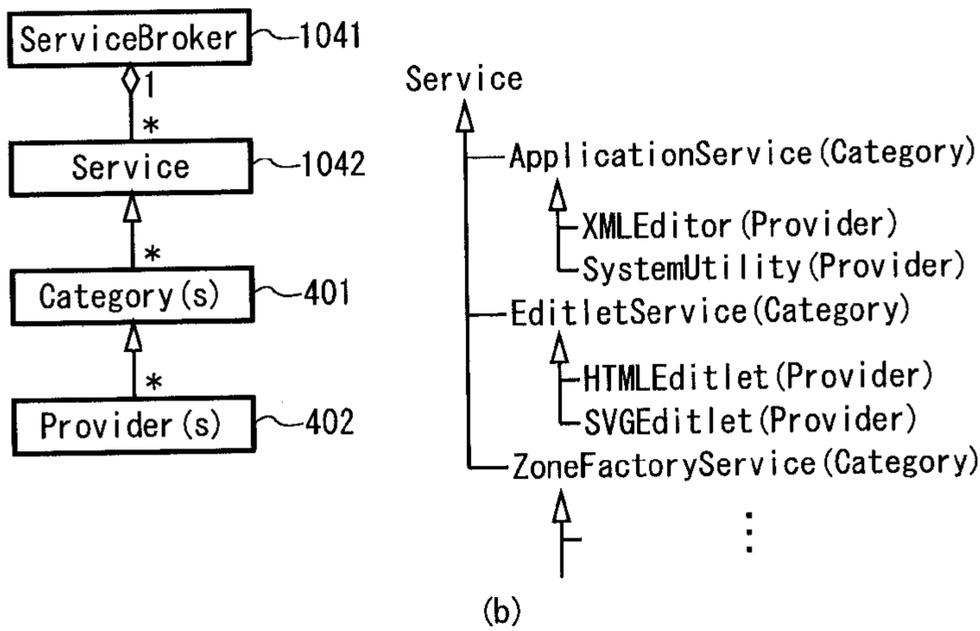 ServiceBroker 1041
1
*
Service 1042
*
Category(s) 401
*
Provider(s) 402
Service
ApplicationService(Category)
XMLEditor(Provider)
SystemUtility(Provider)
EditletService(Category)
HTMLEditlet(Provider)
SVGEditlet(Provider)
ZoneFactoryService(Category)
(b)